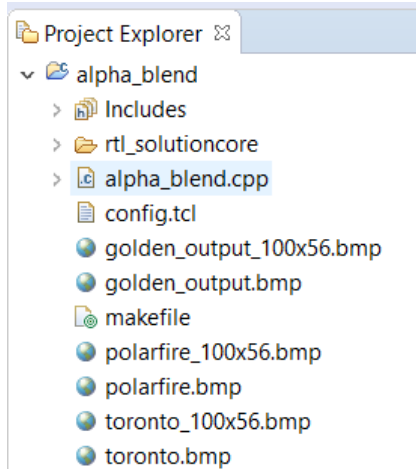 Project Explorer
alpha_blend
Includes
rtl_solutioncore
alpha_blend.cpp
config.tcl
golden_output_100x56.bmp
golden_output.bmp
makefile
polarfire_100x56.bmp
polarfire.bmp
toronto_100x56.bmp
toronto.bmp